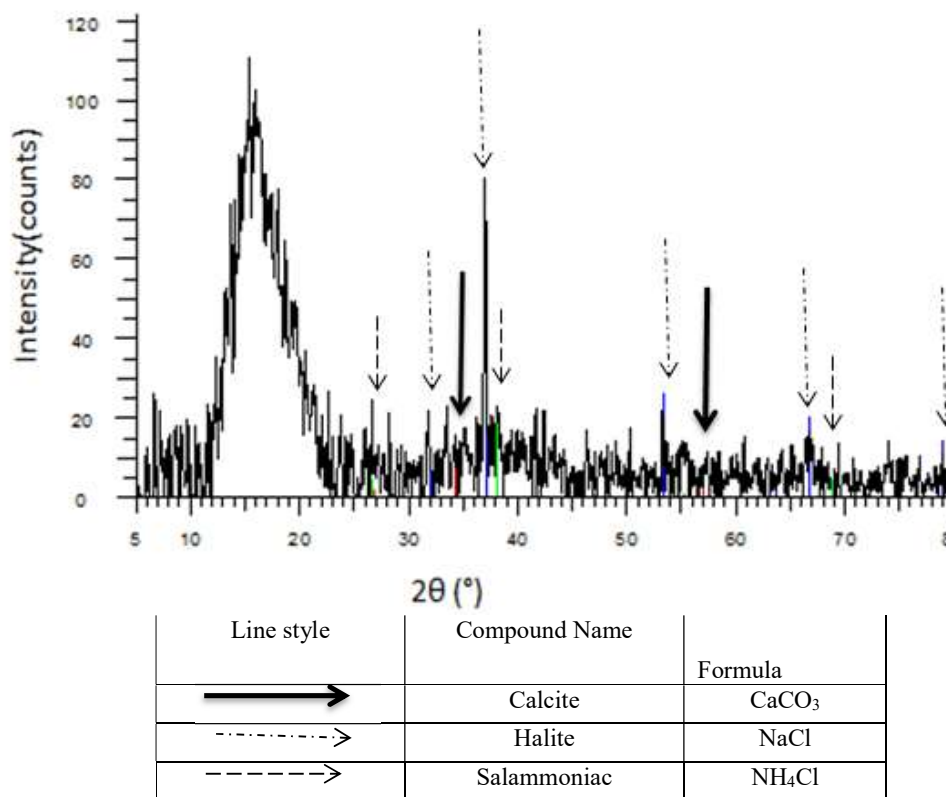 120
100
80
60
40
20
0
Intensity(counts)
5 10 20 30 40 50 60 70 8
2θ (°)
Line style Compound Name Formula
Calcite CaCO₃
Halite NaCl
Salammoniac NH₄Cl